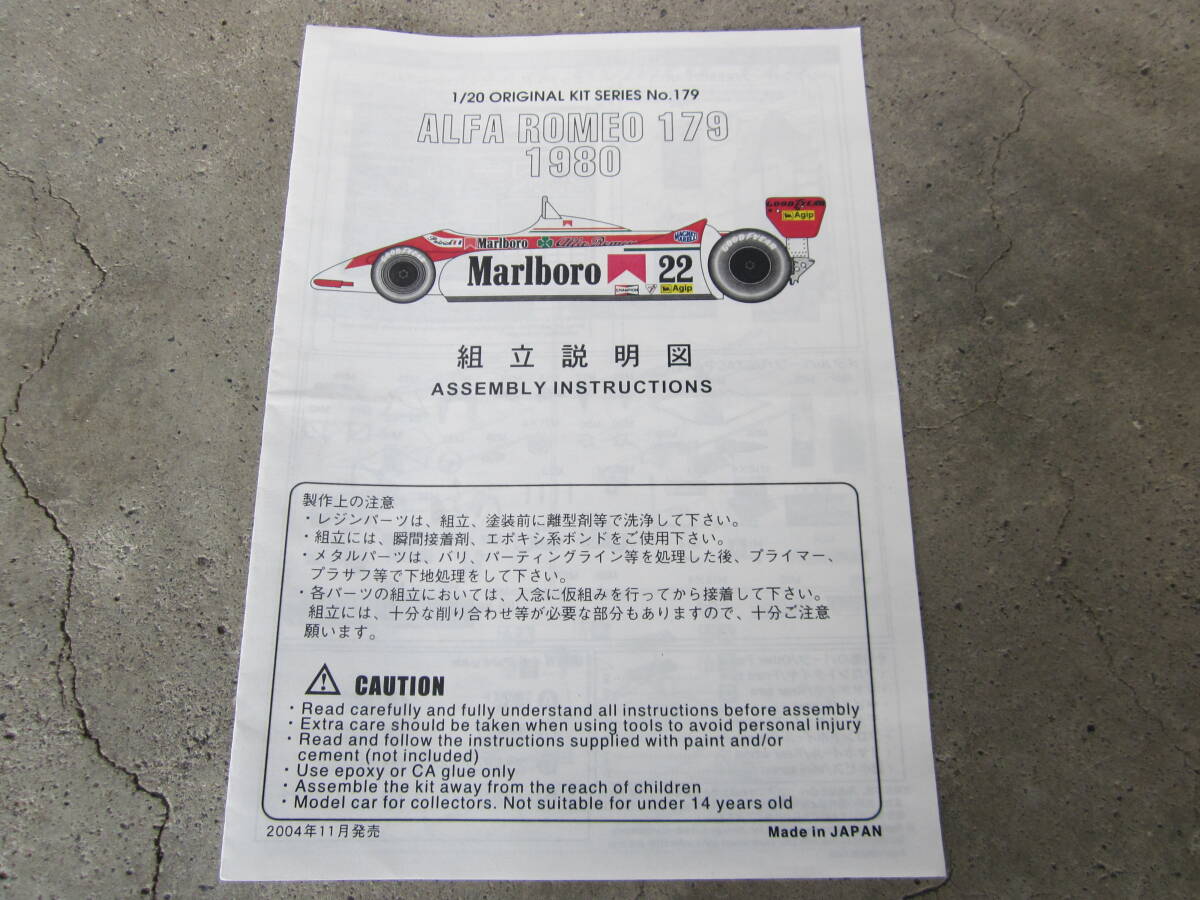 1/20 ORIGINAL KIT SERIES No.179
ALFA ROMEO 179
1980
GOODYEAR
Agip
Marlboro
Alfa Romeo
MAGNETI MARELLI
GOODYEAR
GOODYEAR
Marlboro
22
CHAMPION
Agip
組立説明図
ASSEMBLY INSTRUCTIONS
製作上の注意
・レジンパーツは、組立、塗装前に離型剤等で洗浄して下さい。
・組立には、瞬間接着剤、エポキシ系ボンドをご使用下さい。
・メタルパーツは、バリ、パーティングライン等を処理した後、プライマー、
プラサフ等で下地処理をして下さい。
・各パーツの組立においては、入念に仮組みを行ってから接着して下さい。
組立には、十分な削り合わせ等が必要な部分もありますので、十分ご注意
願います。
CAUTION
・Read carefully and fully understand all instructions before assembly
・Extra care should be taken when using tools to avoid personal injury
・Read and follow the instructions supplied with paint and/or
cement (not included)
・Use epoxy or CA glue only
・Assemble the kit away from the reach of children
・Model car for collectors. Not suitable for under 14 years old
2004年11月発売
Made in JAPAN